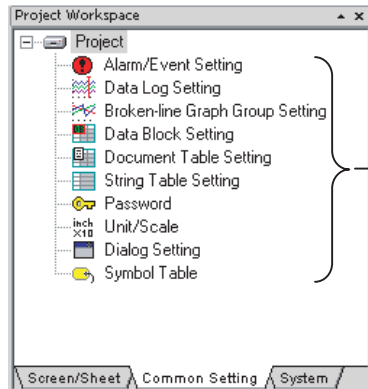 Project Workspace
Project
Alarm/Event Setting
Data Log Setting
Broken-line Graph Group Setting
Data Block Setting
Document Table Setting
String Table Setting
Password
inch
X10
Unit/Scale
Dialog Setting
Symbol Table
Screen/Sheet
Common Setting
System